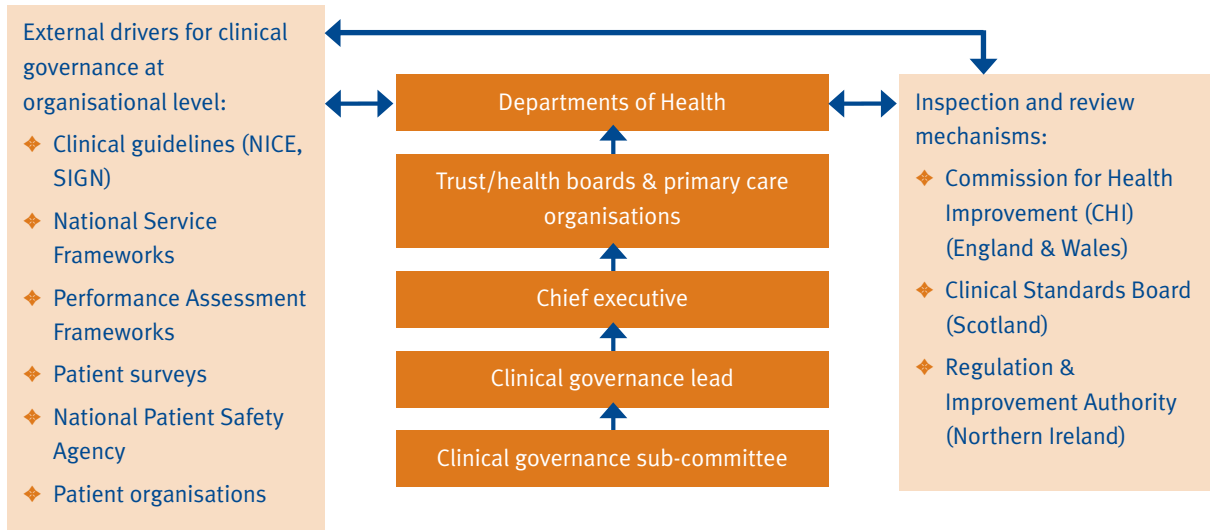 External drivers for clinical
governance at
organisational level:
Clinical guidelines (NICE,
SIGN)
National Service
Frameworks
Performance Assessment
Frameworks
Patient surveys
National Patient Safety
Agency
Patient organisations
Departments of Health
Trust/health boards & primary care
organisations
Chief executive
Clinical governance lead
Clinical governance sub-committee
Inspection and review
mechanisms:
Commission for Health
Improvement (CHI)
(England & Wales)
Clinical Standards Board
(Scotland)
Regulation &
Improvement Authority
(Northern Ireland)